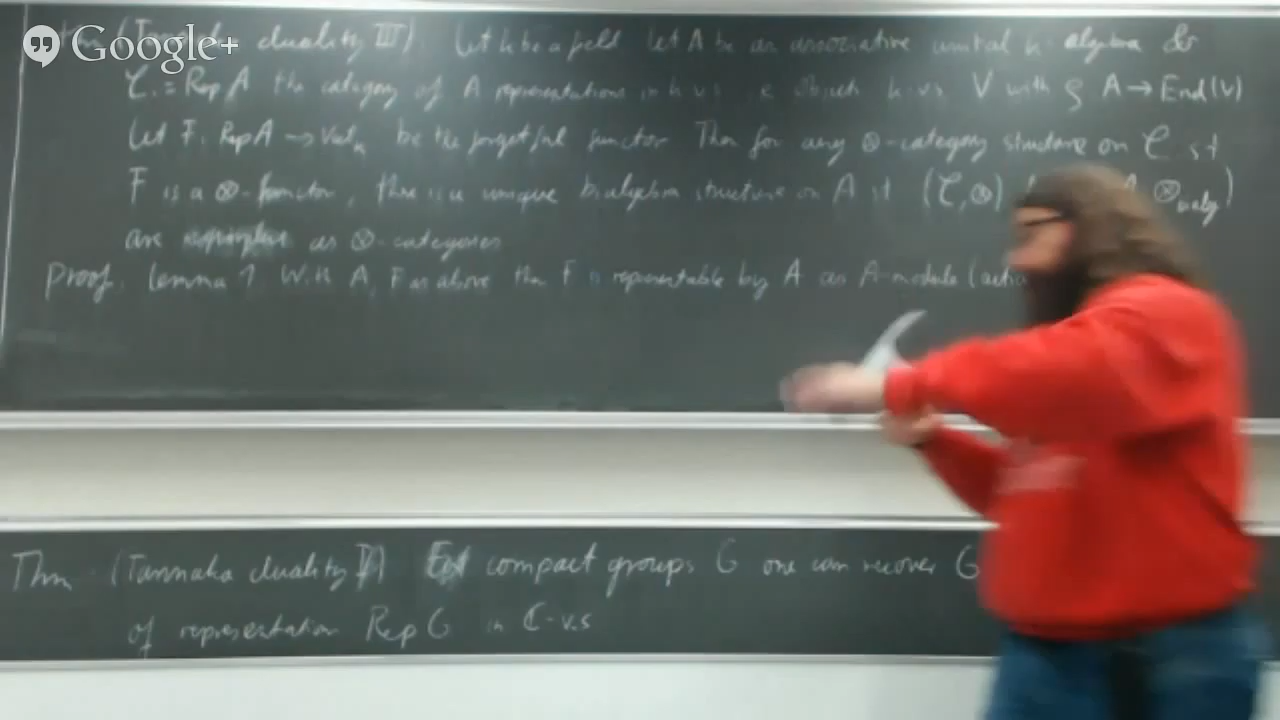 Google+
duality III). Let k be a field let A be an associative unital k-algebra &
C := Rep A the category of A representations in k v.s. i.e. objects k-v.s. V with ρ A → End(V)
Let F: Rep A → Vect_k be the forgetful functor Then for any ⊗-category structure on C s.t.
F is a ⊗-functor, there is a unique bialgebra structure on A s.t. (C, ⊗) ⊗ )
are as ⊗-categories
Proof. Lemma 1 With A, F as above then F is representable by A as A-module
Thm (Tannaka duality compact groups G one can recover G
of representation Rep G in ℂ-v.s